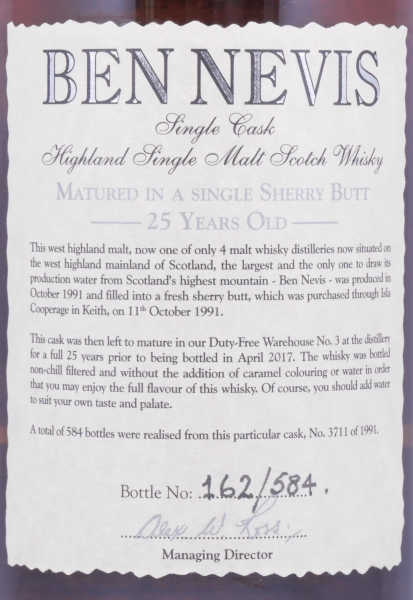 BEN NEVIS
Single Cask
Highland Single Malt Scotch Whisky
MATURED IN A SINGLE SHERRY BUTT
25 YEARS OLD
This west highland malt, now one of only 4 malt whisky distilleries now situated on
the west highland mainland of Scotland, the largest and the only one to draw its
production water from Scotland's highest mountain - Ben Nevis - was produced in
October 1991 and filled into a fresh sherry butt, which was purchased through Isla
Cooperage in Keith, on 11th October 1991.
This cask was then left to mature in our Duty-Free Warehouse No. 3 at the distillery
for a full 25 years prior to being bottled in April 2017. The whisky was bottled
non-chill filtered and without the addition of caramel colouring or water in order
that you may enjoy the full flavour of this whisky. Of course, you should add water
to suit your own taste and palate.
A total of 584 bottles were realised from this particular cask, No. 3711 of 1991.
Bottle No: 162/584.
Alex W Ross
Managing Director